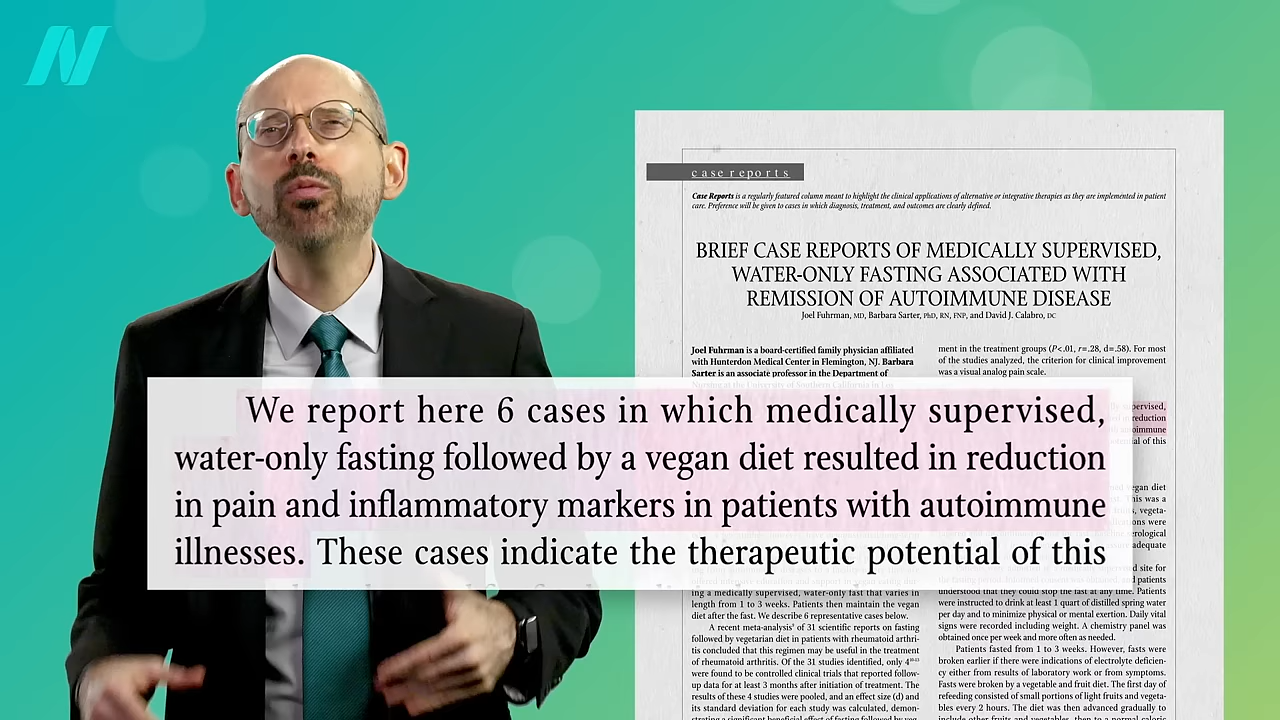 case reports
Case Reports is a regularly featured column meant to highlight the clinical applications of alternative or integrative therapies as they are implemented in patient
care. Preference will be given to cases in which diagnosis, treatment, and outcomes are clearly defined.
BRIEF CASE REPORTS OF MEDICALLY SUPERVISED,
WATER-ONLY FASTING ASSOCIATED WITH
REMISSION OF AUTOIMMUNE DISEASE
Joel Fuhrman, MD, Barbara Sarter, PhD, RN, FNP, and David J. Calabro, DC
Joel Fuhrman is a board-certified family physician affiliated
with Hunterdon Medical Center in Flemington, NJ. Barbara
Sarter is an associate professor in the Department of
ment in the treatment groups (P<.01, r=.28, d=.58). For most
of the studies analyzed, the criterion for clinical improvement
was a visual analog pain scale.
We report here 6 cases in which medically supervised,
water-only fasting followed by a vegan diet resulted in reduction
in pain and inflammatory markers in patients with autoimmune
illnesses. These cases indicate the therapeutic potential of this
ing a medically supervised, water-only fast that varies in
length from 1 to 3 weeks. Patients then maintain the vegan
diet after the fast. We describe 6 representative cases below.
A recent meta-analysis of 31 scientific reports on fasting
followed by vegetarian diet in patients with rheumatoid arthri-
tis concluded that this regimen may be useful in the treatment
of rheumatoid arthritis. Of the 31 studies identified, only 4
were found to be controlled clinical trials that reported follow-
up data for at least 3 months after initiation of treatment. The
results of these 4 studies were pooled, and an effect size (d) and
its standard deviation for each study was calculated, demon-
strating a significant beneficial effect of fasting followed by veg-
understood that they could stop the fast at any time. Patients
were instructed to drink at least 1 quart of distilled spring water
per day and to minimize physical or mental exertion. Daily vital
signs were recorded including weight. A chemistry panel was
obtained once per week and more often as needed.
Patients fasted from 1 to 3 weeks. However, fasts were
broken earlier if there were indications of electrolyte deficien-
cy either from results of laboratory work or from symptoms.
Fasts were broken by a vegetable and fruit diet. The first day of
refeeding consisted of small portions of light fruits and vegeta-
bles every 2 hours. The diet was then advanced gradually to
include other fruits and vegetables, then to a normal caloric